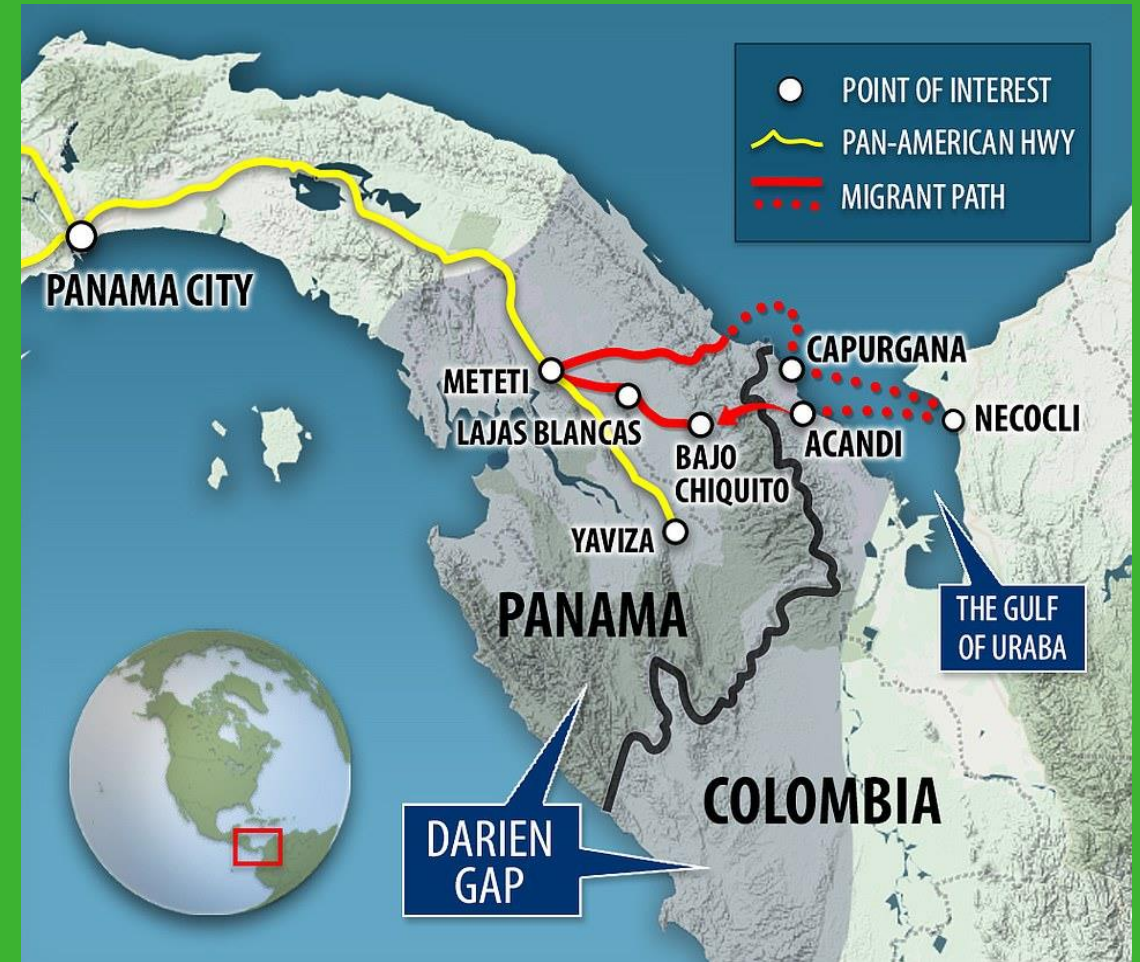 POINT OF INTEREST
PAN-AMERICAN HWY
MIGRANT PATH
PANAMA CITY
CAPURGANA
METETI
NECOCLI
LAJAS BLANCAS
ACANDI
BAJO
CHIQUITO
YAVIZA
PANAMA
THE GULF
OF URABA
COLOMBIA
DARIEN
GAP